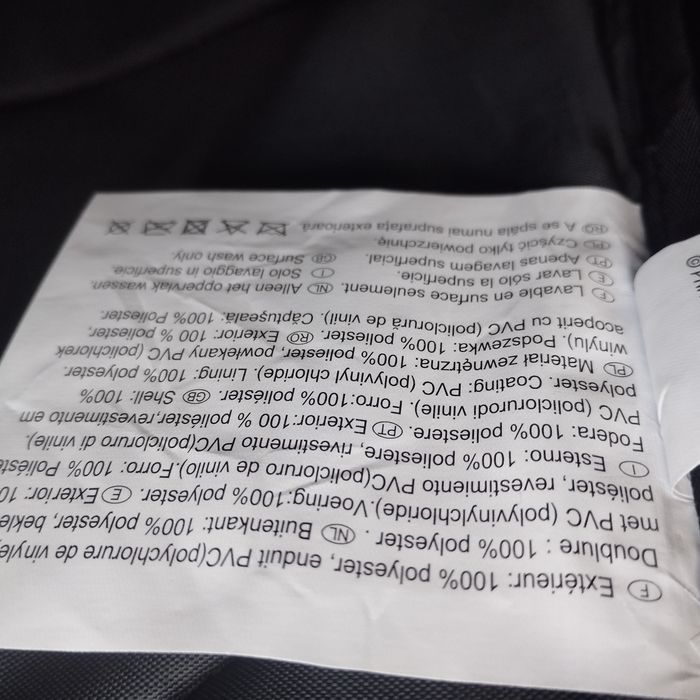 F Extérieur: 100% polyester, enduit PVC(polychlorure de vinyle
Doublure : 100% polyester . NL Buitenkant: 100% polyester, bekle
met PVC (polyvinylchloride).Voering:100% polyester. E Exterior: 10
poliéster, revestimiento PVC(policloruro de vinilo).Forro: 100% Poliéste
I Esterno: 100% poliestere, rivestimento PVC(policloruro di vinile).
Fodera: 100% poliestere. PT Exterior:100 % poliéster,revestimento em
PVC (policlorourodi vinile). Forro:100% poliéster. GB Shell: 100%
polyester. Coating: PVC (polyvinyl chloride). Lining: 100% polyester.
PL Materiał zewnętrzna: 100% poliester, powlekany PVC (polichlorek
winylu). Podszewka: 100% poliester. RO Exterior: 100 % poliester,
acoperit cu PVC (policlorură de vinil). Căptușeală: 100% Poliester.
F Lavable en surface seulement. NL Alleen het oppervlak wassen.
E Lavar sólo la superficie. I Solo lavaggio in superficie.
PT Apenas lavagem superficial. GB Surface wash only.
PL Czyścić tylko powierzchnię.
RO A se spăla numai suprafața exterioară.